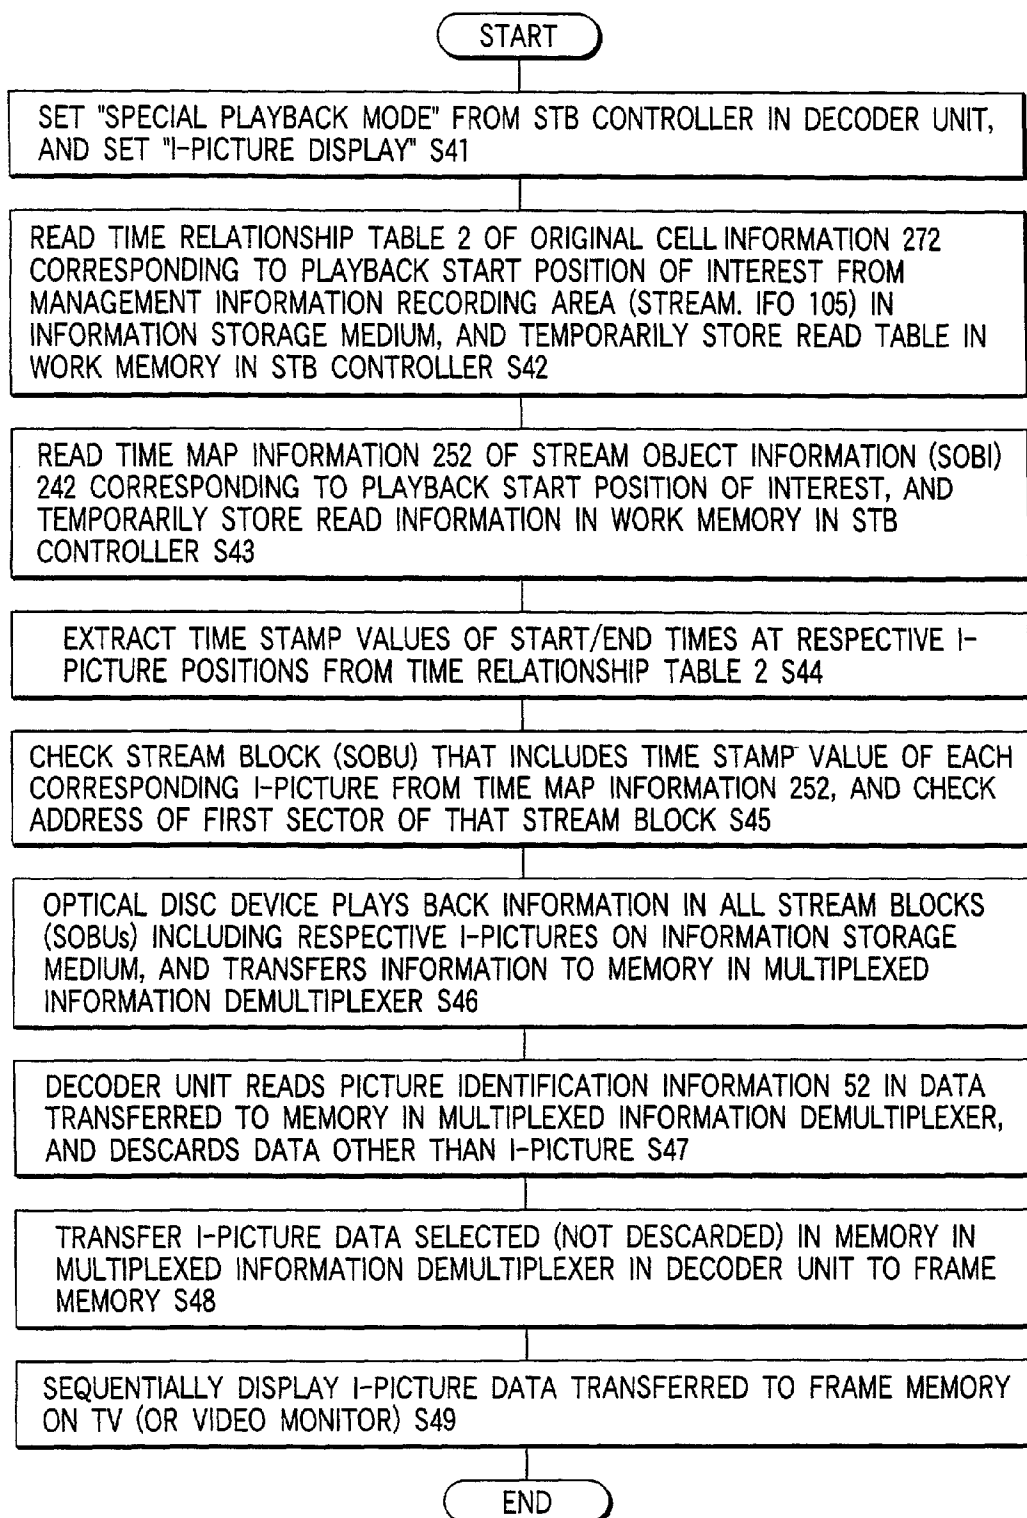 START
SET "SPECIAL PLAYBACK MODE" FROM STB CONTROLLER IN DECODER UNIT,
AND SET "I-PICTURE DISPLAY" S41
READ TIME RELATIONSHIP TABLE 2 OF ORIGINAL CELL INFORMATION 272
CORRESPONDING TO PLAYBACK START POSITION OF INTEREST FROM
MANAGEMENT INFORMATION RECORDING AREA (STREAM. IFO 105) IN
INFORMATION STORAGE MEDIUM, AND TEMPORARILY STORE READ TABLE IN
WORK MEMORY IN STB CONTROLLER S42
READ TIME MAP INFORMATION 252 OF STREAM OBJECT INFORMATION (SOBI)
242 CORRESPONDING TO PLAYBACK START POSITION OF INTEREST, AND
TEMPORARILY STORE READ INFORMATION IN WORK MEMORY IN STB
CONTROLLER S43
EXTRACT TIME STAMP VALUES OF START/END TIMES AT RESPECTIVE I-
PICTURE POSITIONS FROM TIME RELATIONSHIP TABLE 2 S44
CHECK STREAM BLOCK (SOBU) THAT INCLUDES TIME STAMP VALUE OF EACH
CORRESPONDING I-PICTURE FROM TIME MAP INFORMATION 252, AND CHECK
ADDRESS OF FIRST SECTOR OF THAT STREAM BLOCK S45
OPTICAL DISC DEVICE PLAYS BACK INFORMATION IN ALL STREAM BLOCKS
(SOBUs) INCLUDING RESPECTIVE I-PICTURES ON INFORMATION STORAGE
MEDIUM, AND TRANSFERS INFORMATION TO MEMORY IN MULTIPLEXED
INFORMATION DEMULTIPLEXER S46
DECODER UNIT READS PICTURE IDENTIFICATION INFORMATION 52 IN DATA
TRANSFERRED TO MEMORY IN MULTIPLEXED INFORMATION DEMULTIPLEXER,
AND DESCARDS DATA OTHER THAN I-PICTURE S47
TRANSFER I-PICTURE DATA SELECTED (NOT DESCARDED) IN MEMORY IN
MULTIPLEXED INFORMATION DEMULTIPLEXER IN DECODER UNIT TO FRAME
MEMORY S48
SEQUENTIALLY DISPLAY I-PICTURE DATA TRANSFERRED TO FRAME MEMORY
ON TV (OR VIDEO MONITOR) S49
END